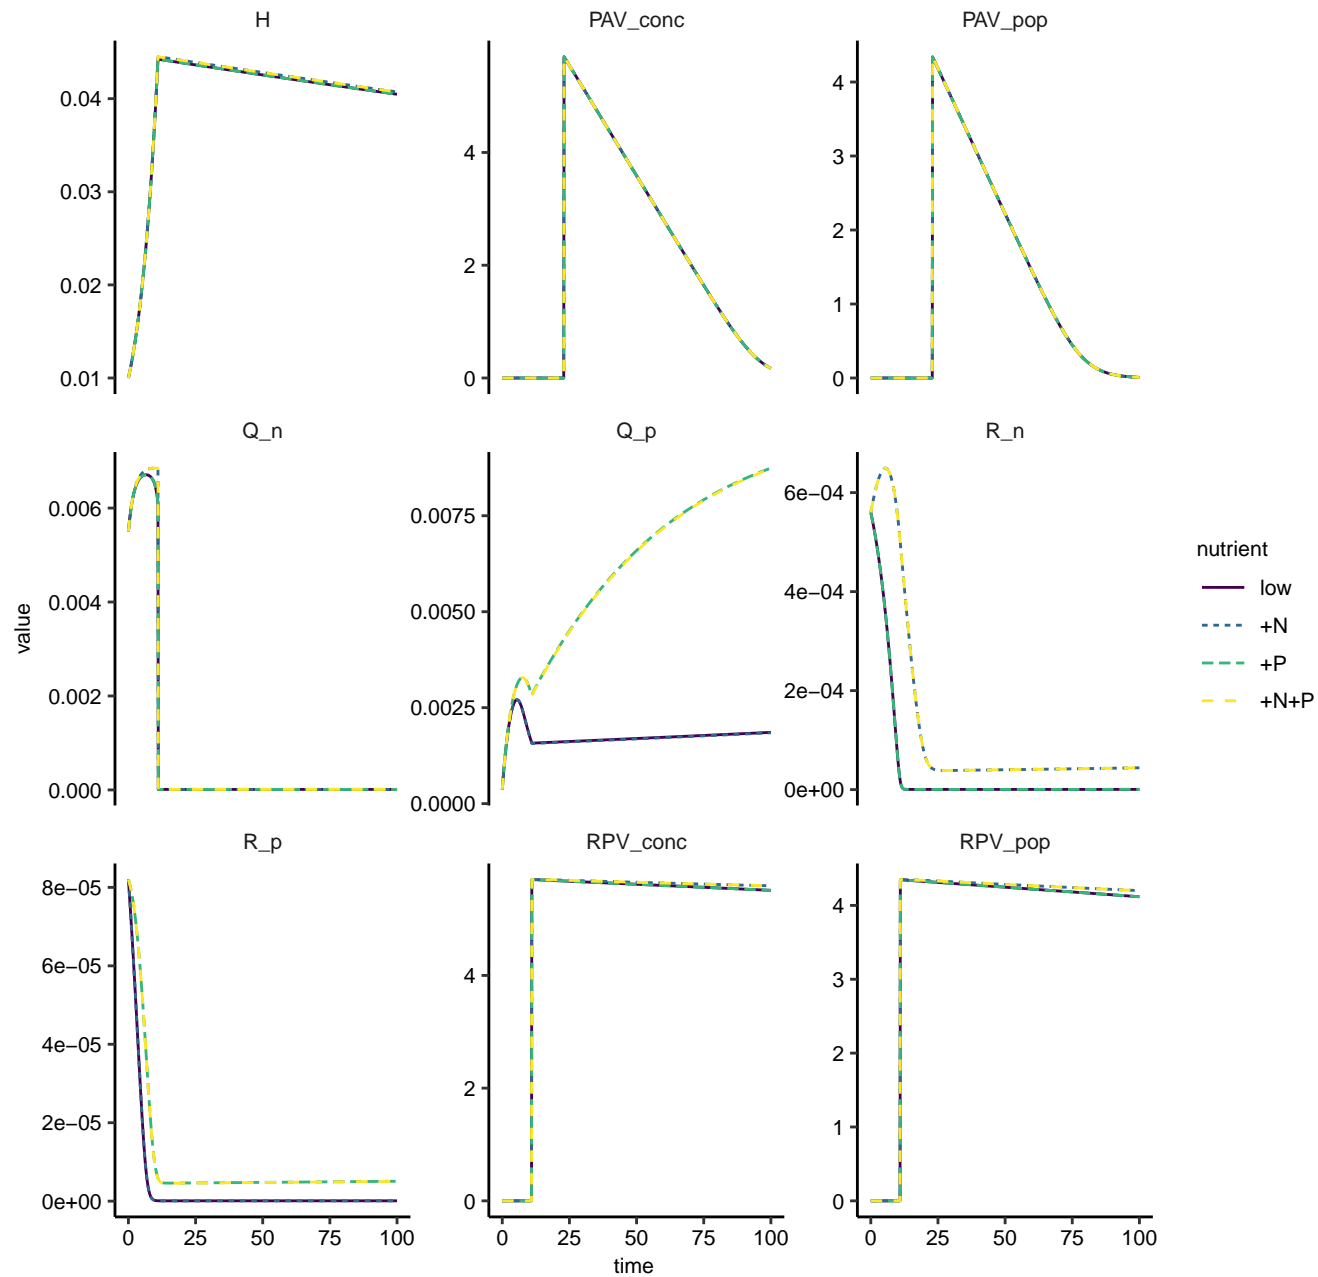 H
PAV_conc
PAV_pop
0.04
0.03
0.02
0.01
4
2
0
4
3
2
1
0
Q_n
Q_p
R_n
0.006
0.004
0.002
0.000
0.0075
0.0050
0.0025
0.0000
6e−04
4e−04
2e−04
0e+00
R_p
RPV_conc
RPV_pop
8e−05
6e−05
4e−05
2e−05
0e+00
4
2
0
4
3
2
1
0
0 25 50 75 100
0 25 50 75 100
0 25 50 75 100
time
value
nutrient
low
+N
+P
+N+P